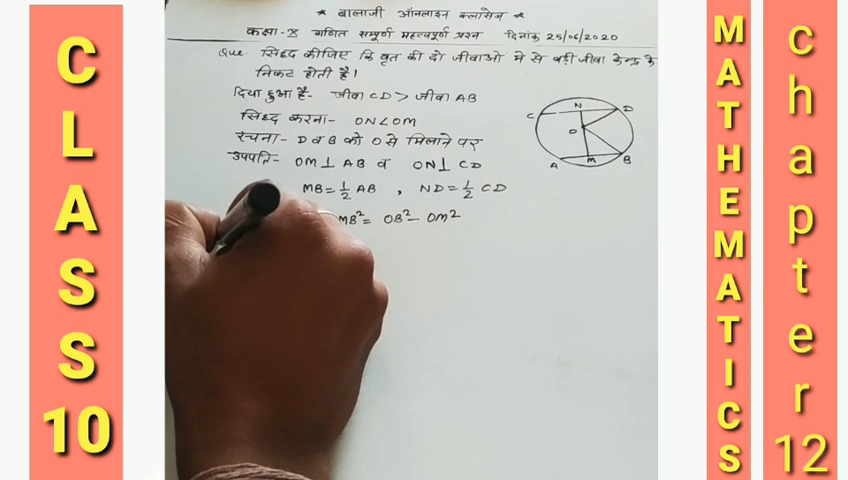 CLASS 10
★ बालाजी ऑनलाइन क्लासेज ★
कक्षा - X गणित सम्पूर्ण महत्वपूर्ण प्रश्न दिनांक 25/06/2020
Que. सिध्द कीजिए कि वृत की दो जीवाओ मे से बड़ी जीवा केन्द्र के
निकट होती है।
दिया हुआ है- जीवा CD > जीवा AB
सिध्द करना- ON<OM
रचना- D व B को O से मिलाने पर
उपपति- OM⊥AB व ON⊥CD
MB=1/2 AB , ND=1/2 CD
MB²= OB²- OM²
C N D
O
A M B
MATHEMATICS
chapter 12